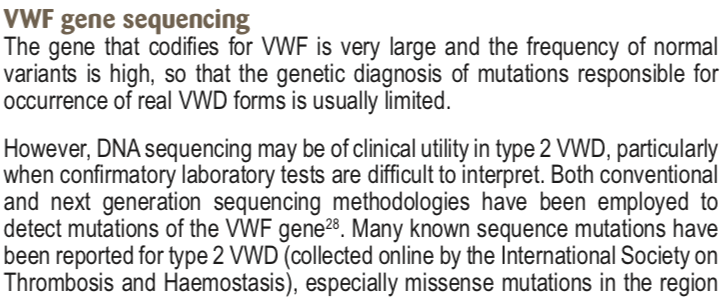 VWF gene sequencing
The gene that codifies for VWF is very large and the frequency of normal
variants is high, so that the genetic diagnosis of mutations responsible for
occurrence of real VWD forms is usually limited.
However, DNA sequencing may be of clinical utility in type 2 VWD, particularly
when confirmatory laboratory tests are difficult to interpret. Both conventional
and next generation sequencing methodologies have been employed to
detect mutations of the VWF gene²⁸. Many known sequence mutations have
been reported for type 2 VWD (collected online by the International Society on
Thrombosis and Haemostasis), especially missense mutations in the region